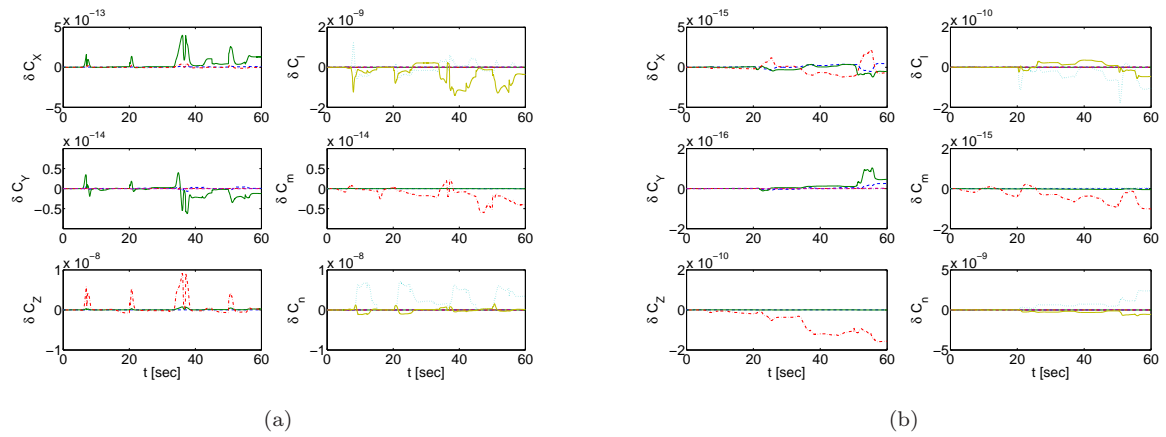 x 10⁻¹³
5
0
−5
0 20 40 60
δ C_X
x 10⁻⁹
2
0
−2
0 20 40 60
δ C_l
x 10⁻¹⁴
0.5
0
−0.5
0 20 40 60
δ C_Y
x 10⁻¹⁴
0.5
0
−0.5
0 20 40 60
δ C_m
x 10⁻⁸
1
0
−1
0 20 40 60
δ C_Z
t [sec]
x 10⁻⁸
1
0
−1
0 20 40 60
δ C_n
t [sec]
(a)
x 10⁻¹⁵
5
0
−5
0 20 40 60
δ C_X
x 10⁻¹⁰
2
0
−2
0 20 40 60
δ C_l
x 10⁻¹⁶
2
0
−2
0 20 40 60
δ C_Y
x 10⁻¹⁵
2
0
−2
0 20 40 60
δ C_m
x 10⁻¹⁰
2
0
−2
0 20 40 60
δ C_Z
t [sec]
x 10⁻⁹
5
0
−5
0 20 40 60
δ C_n
t [sec]
(b)